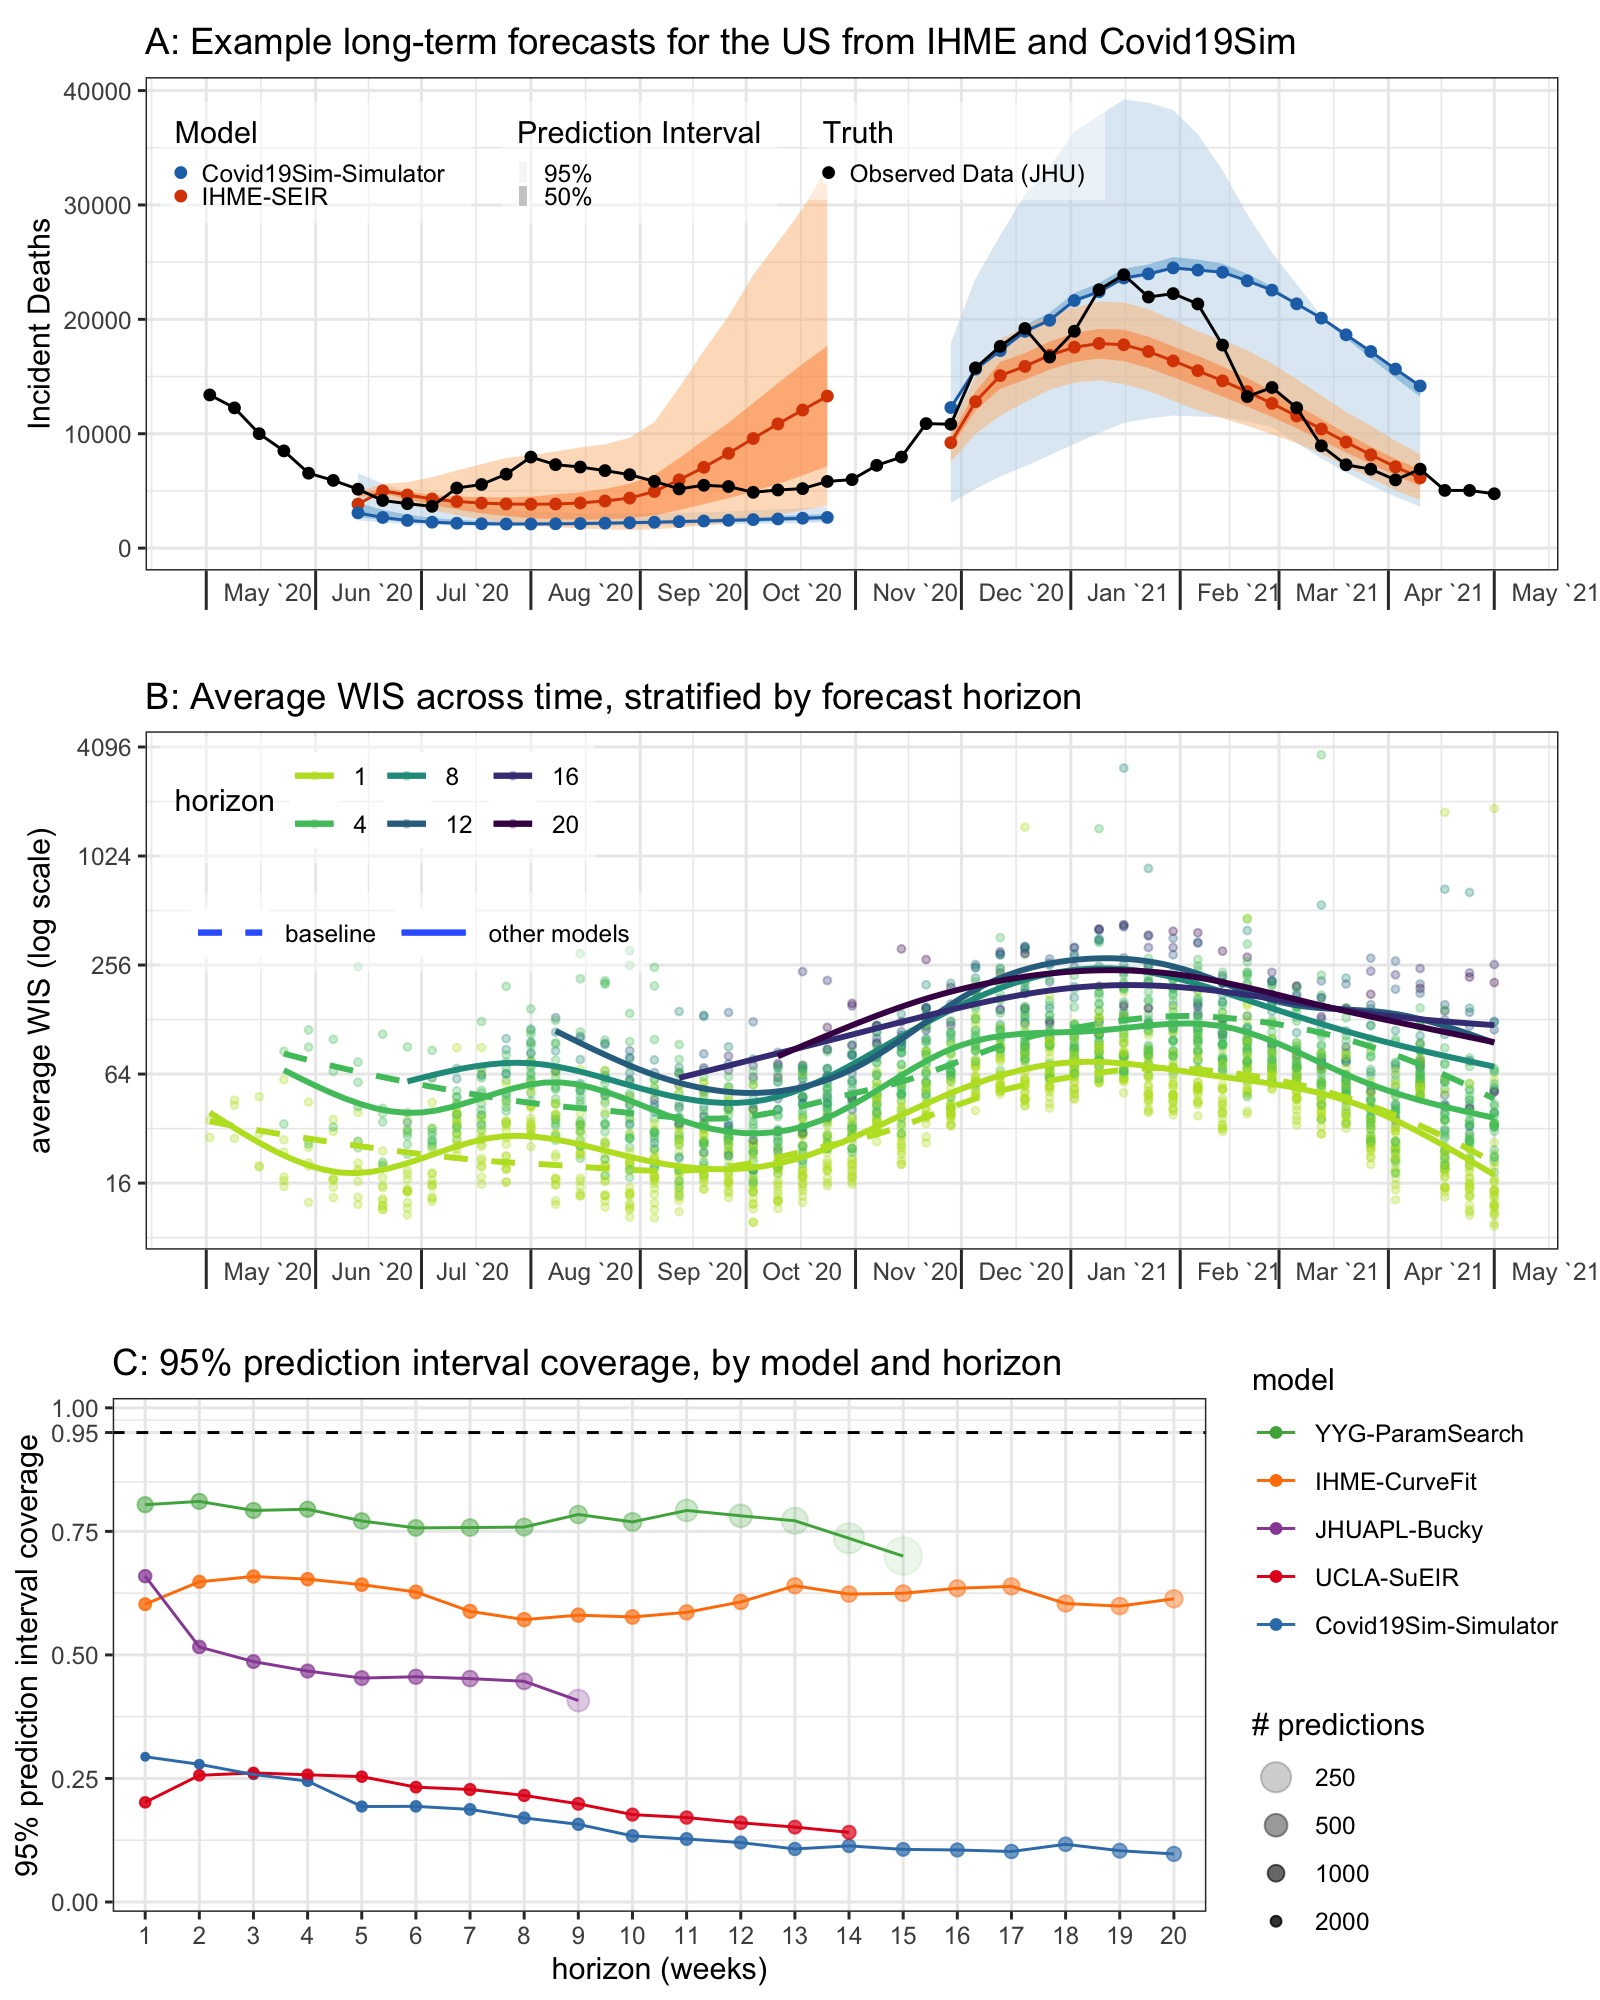 A: Example long-term forecasts for the US from IHME and Covid19Sim
Incident Deaths
40000
30000
20000
10000
0
Model
Covid19Sim-Simulator
IHME-SEIR
Prediction Interval
95%
50%
Truth
Observed Data (JHU)
May `20 Jun `20 Jul `20 Aug `20 Sep `20 Oct `20 Nov `20 Dec `20 Jan `21 Feb `21 Mar `21 Apr `21 May `21
B: Average WIS across time, stratified by forecast horizon
average WIS (log scale)
4096
1024
256
64
16
horizon
1 8 16
4 12 20
baseline other models
May `20 Jun `20 Jul `20 Aug `20 Sep `20 Oct `20 Nov `20 Dec `20 Jan `21 Feb `21 Mar `21 Apr `21 May `21
C: 95% prediction interval coverage, by model and horizon
95% prediction interval coverage
1.00
0.95
0.75
0.50
0.25
0.00
1 2 3 4 5 6 7 8 9 10 11 12 13 14 15 16 17 18 19 20
horizon (weeks)
model
YYG-ParamSearch
IHME-CurveFit
JHUAPL-Bucky
UCLA-SuEIR
Covid19Sim-Simulator
# predictions
250
500
1000
2000